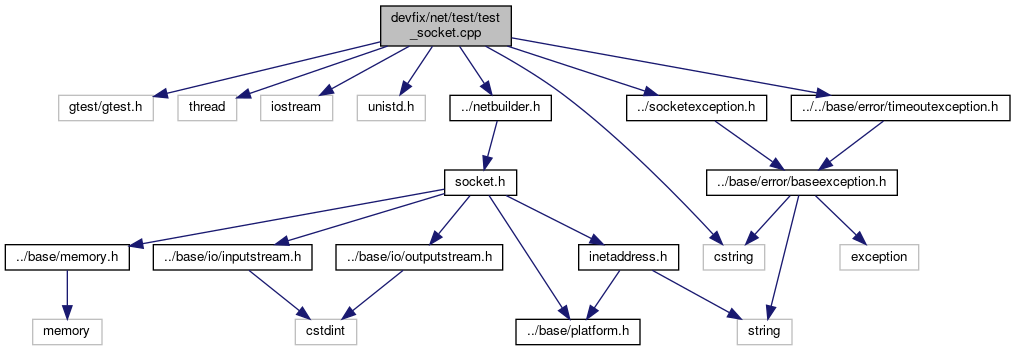 devfix/net/test/test
_socket.cpp
gtest/gtest.h
thread
iostream
unistd.h
../netbuilder.h
../socketexception.h
../../base/error/timeoutexception.h
socket.h
../base/error/baseexception.h
../base/memory.h
../base/io/inputstream.h
../base/io/outputstream.h
inetaddress.h
cstring
exception
memory
cstdint
../base/platform.h
string